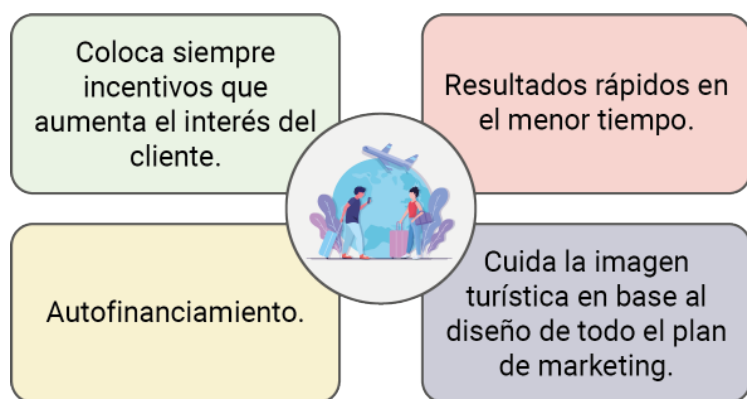 Coloca siempre
incentivos que
aumenta el interés del
cliente.
Resultados rápidos en
el menor tiempo.
Autofinanciamiento.
Cuida la imagen
turística en base al
diseño de todo el plan
de marketing.